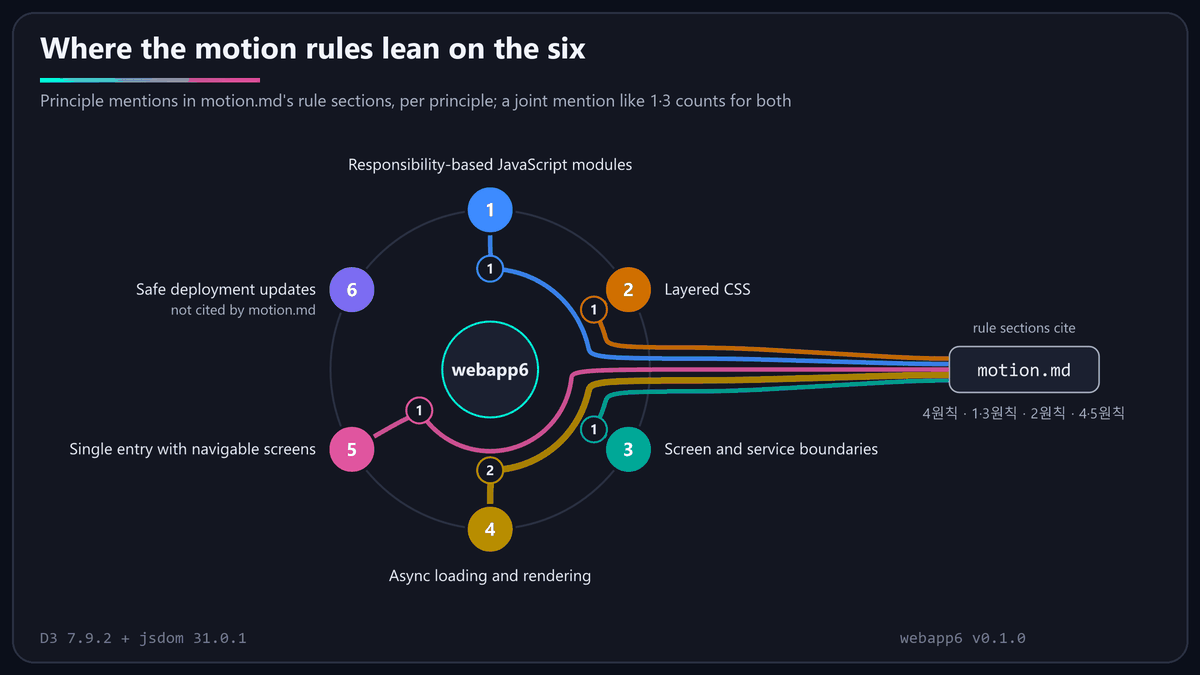 Where the motion rules lean on the six
Principle mentions in motion.md's rule sections, per principle; a joint mention like 1·3 counts for both
Responsibility-based JavaScript modules
1
1
Safe deployment updates
not cited by motion.md
6
2
Layered CSS
1
webapp6
rule sections cite
motion.md
4원칙 · 1·3원칙 · 2원칙 · 4·5원칙
1
1
Single entry with navigable screens
5
3
Screen and service boundaries
2
4
Async loading and rendering
D3 7.9.2 + jsdom 31.0.1
webapp6 v0.1.0